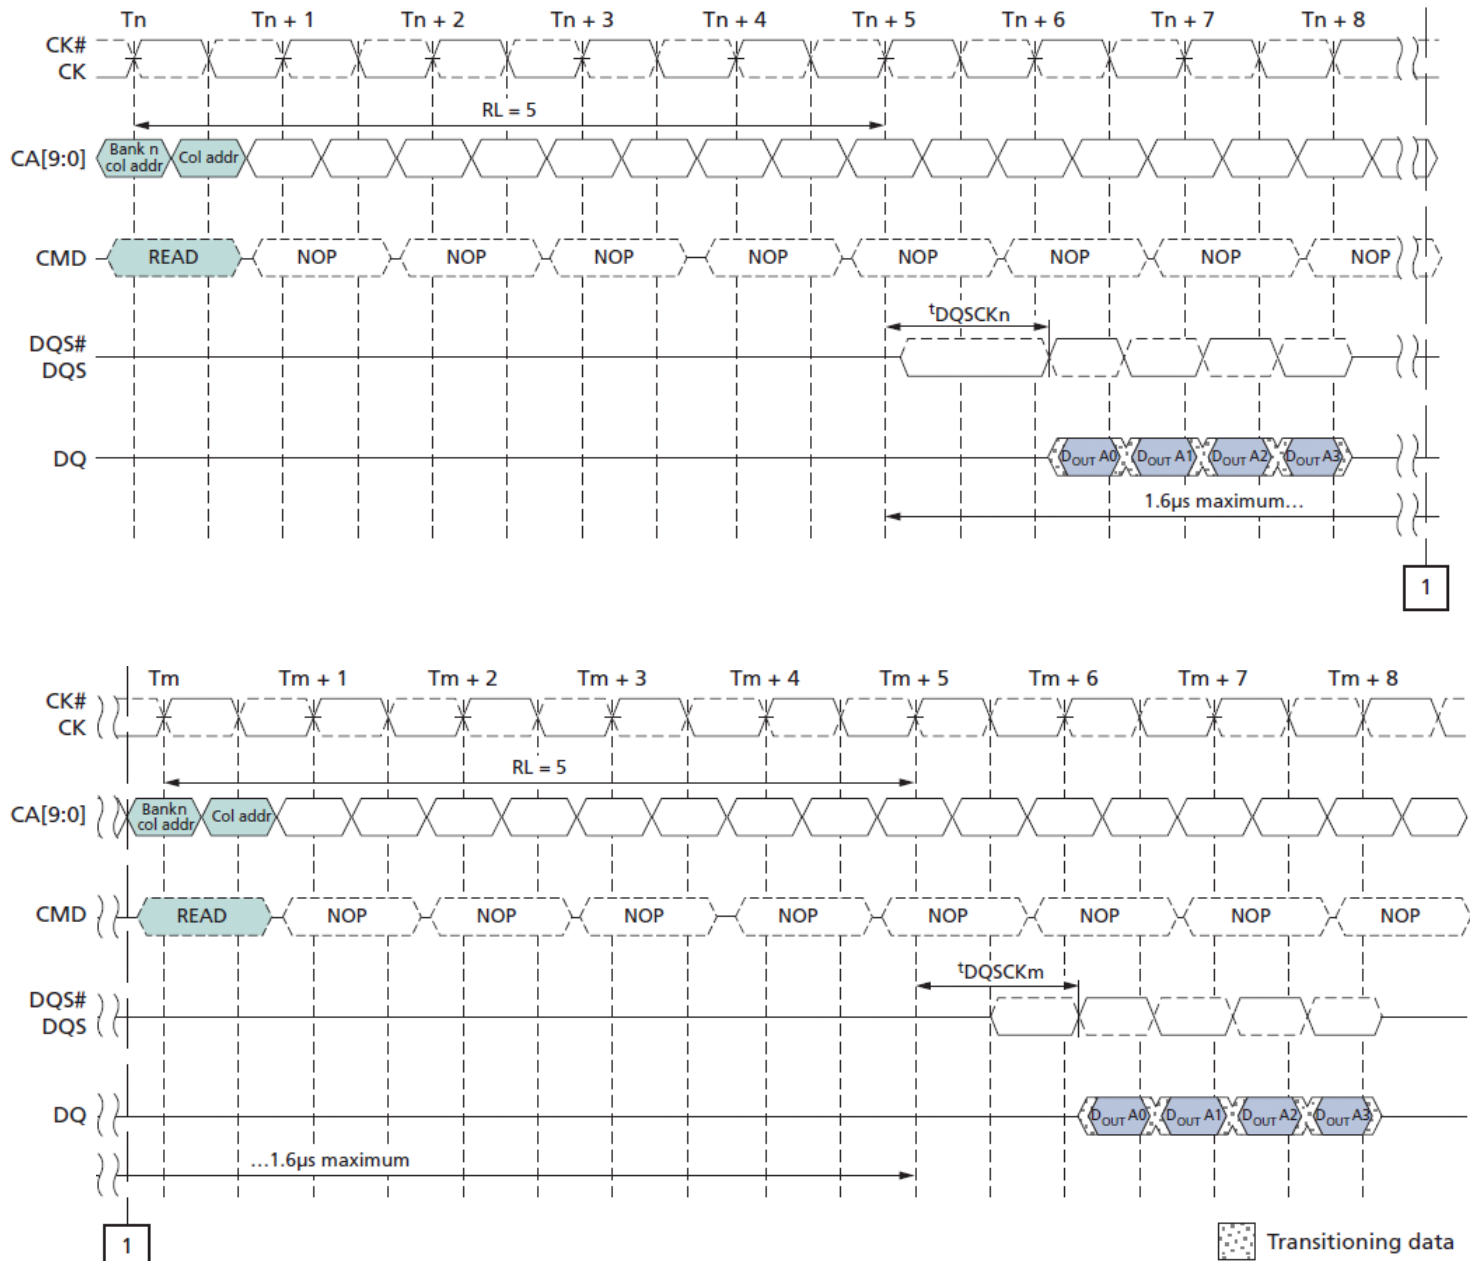 Tn Tn + 1 Tn + 2 Tn + 3 Tn + 4 Tn + 5 Tn + 6 Tn + 7 Tn + 8
CK#
CK
RL = 5
CA[9:0] Bank n col addr Col addr
CMD READ NOP NOP NOP NOP NOP NOP NOP NOP
tDQSCKn
DQS#
DQS
DQ DOUT A0 DOUT A1 DOUT A2 DOUT A3
1.6µs maximum…
1
Tm Tm + 1 Tm + 2 Tm + 3 Tm + 4 Tm + 5 Tm + 6 Tm + 7 Tm + 8
CK#
CK
RL = 5
CA[9:0] Bankn col addr Col addr
CMD READ NOP NOP NOP NOP NOP NOP NOP NOP
tDQSCKm
DQS#
DQS
DQ DOUT A0 DOUT A1 DOUT A2 DOUT A3
…1.6µs maximum
1
Transitioning data